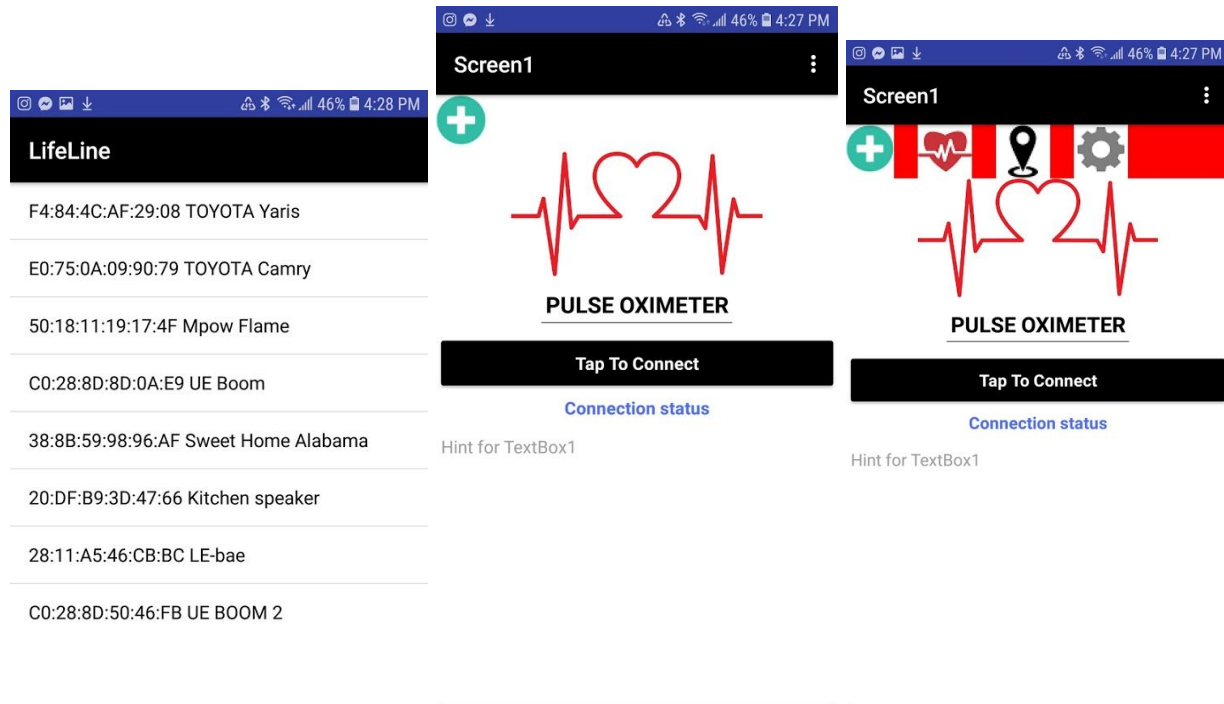 46% 4:28 PM
LifeLine
F4:84:4C:AF:29:08 TOYOTA Yaris
E0:75:0A:09:90:79 TOYOTA Camry
50:18:11:19:17:4F Mpow Flame
C0:28:8D:8D:0A:E9 UE Boom
38:8B:59:98:96:AF Sweet Home Alabama
20:DF:B9:3D:47:66 Kitchen speaker
28:11:A5:46:CB:BC LE-bae
C0:28:8D:50:46:FB UE BOOM 2
46% 4:27 PM
Screen1
PULSE OXIMETER
Tap To Connect
Connection status
Hint for TextBox1
46% 4:27 PM
Screen1
PULSE OXIMETER
Tap To Connect
Connection status
Hint for TextBox1